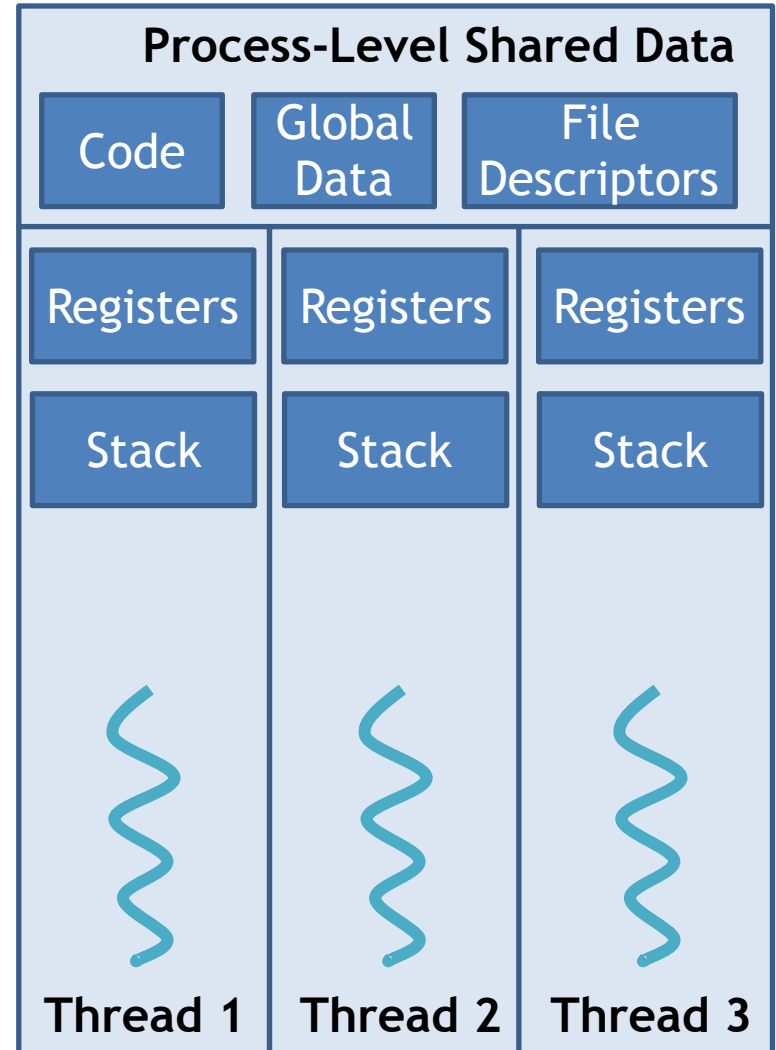 Process-Level Shared Data
Code
Global
Data
File
Descriptors
Registers
Registers
Registers
Stack
Stack
Stack
Thread 1
Thread 2
Thread 3